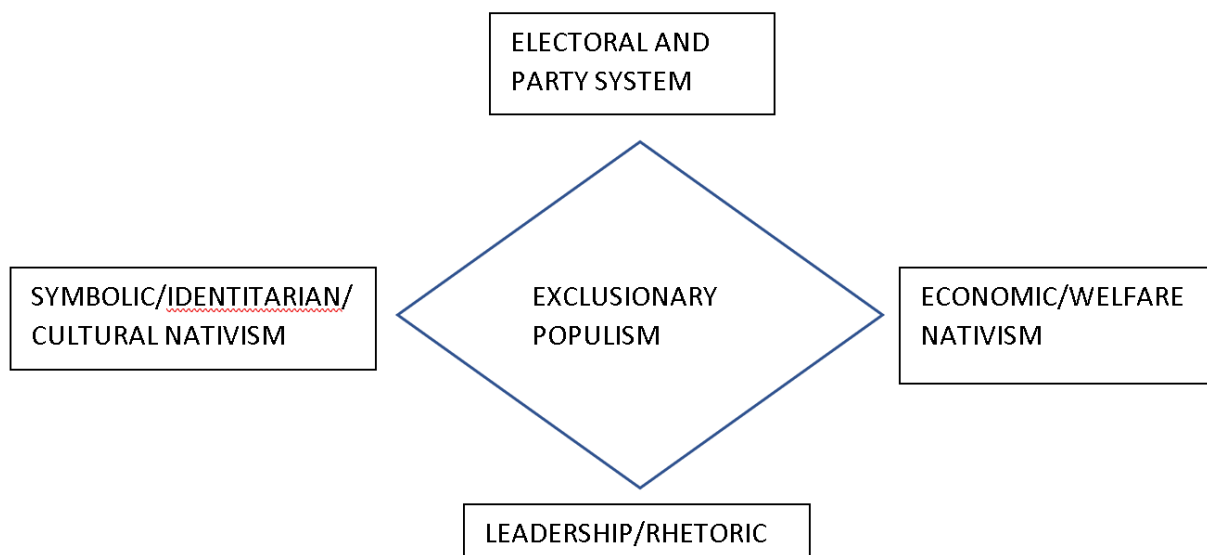 ELECTORAL AND
PARTY SYSTEM
SYMBOLIC/IDENTITARIAN/
CULTURAL NATIVISM
EXCLUSIONARY
POPULISM
ECONOMIC/WELFARE
NATIVISM
LEADERSHIP/RHETORIC